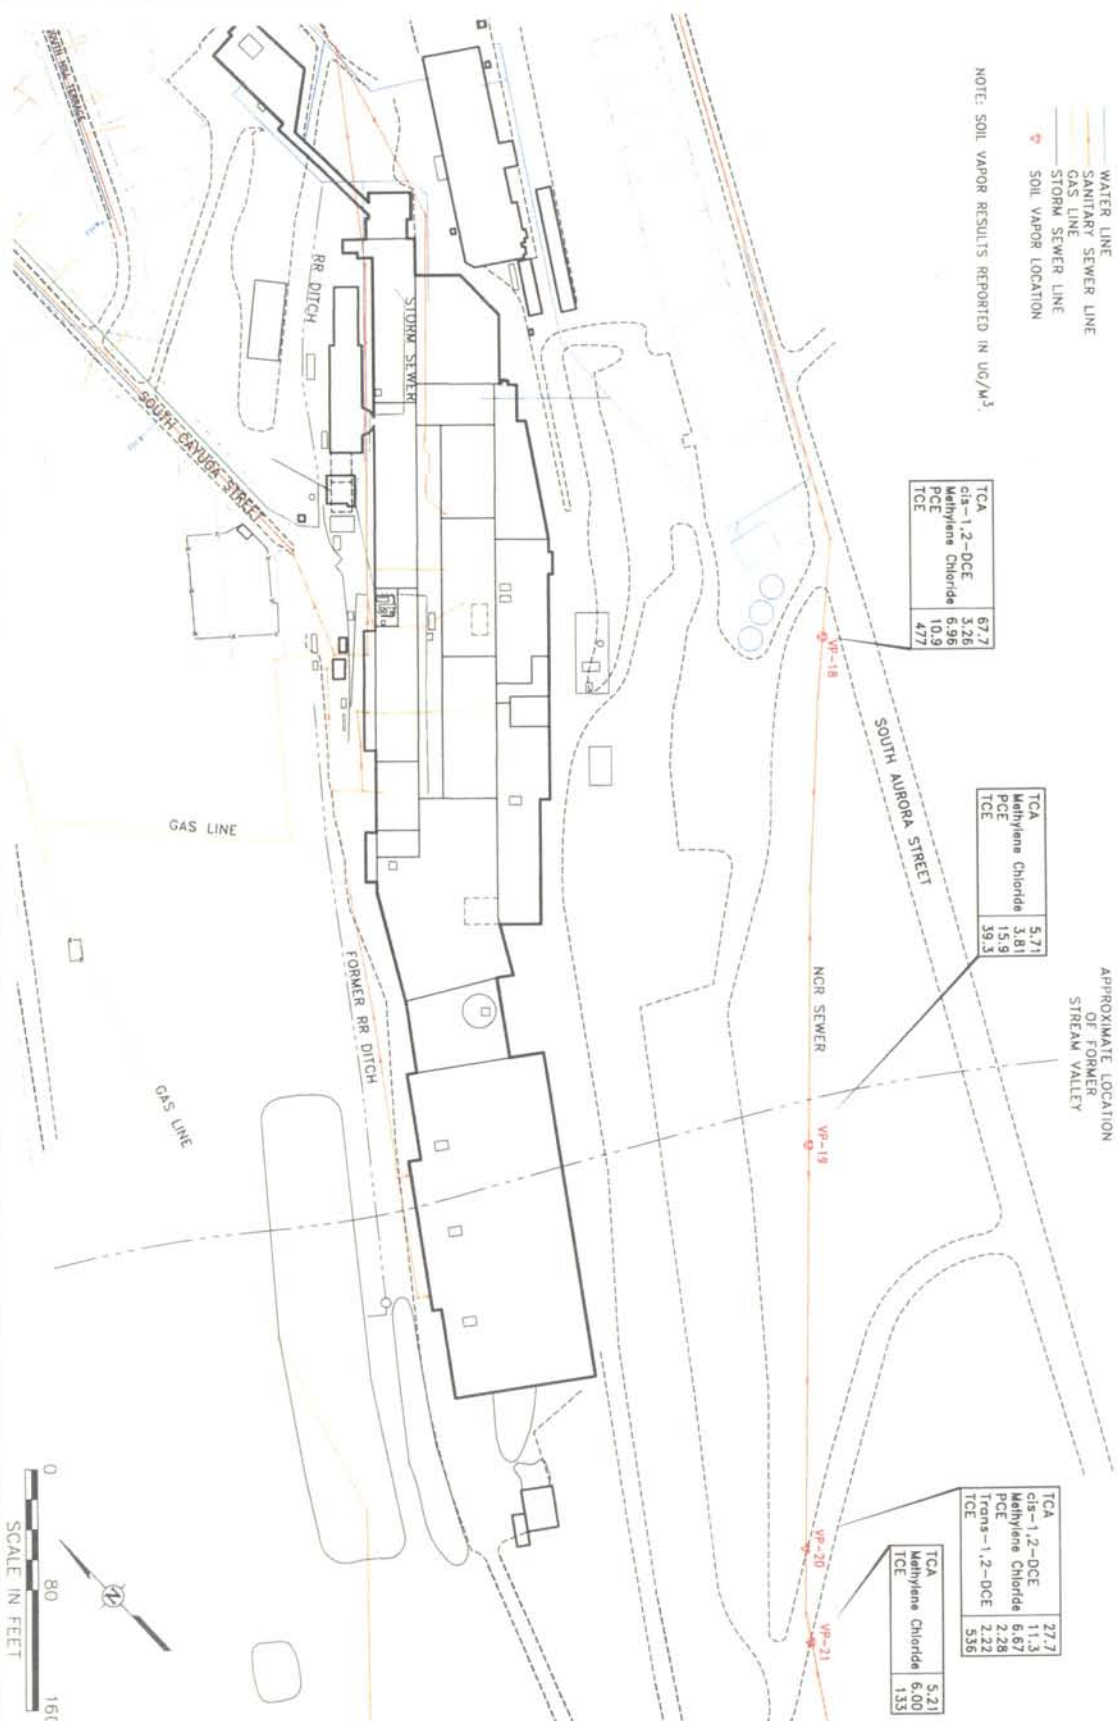 WATER LINE
SANITARY SEWER LINE
GAS LINE
STORM SEWER LINE
SOIL VAPOR LOCATION
NOTE: SOIL VAPOR RESULTS REPORTED IN UG/M³.
TCA 67.7
cis-1,2-DCE 3.26
Methylene Chloride 6.96
PCE 10.9
TCE 477
TCA 5.71
Methylene Chloride 3.81
PCE 15.9
TCE 39.3
APPROXIMATE LOCATION
OF FORMER
STREAM VALLEY
TCA 27.7
cis-1,2-DCE 11.3
Methylene Chloride 6.67
PCE 2.28
Trans-1,2-DCE 2.22
TCE 536
TCA 5.21
Methylene Chloride 6.00
TCE 133
VP-18
SOUTH AURORA STREET
NCR SEWER
VP-19
VP-20
VP-21
STORM SEWER
RR DITCH
SOUTH HILL TERRACE
SOUTH CAYUGA STREET
GAS LINE
FORMER RR DITCH
GAS LINE
N
0 80 160
SCALE IN FEET